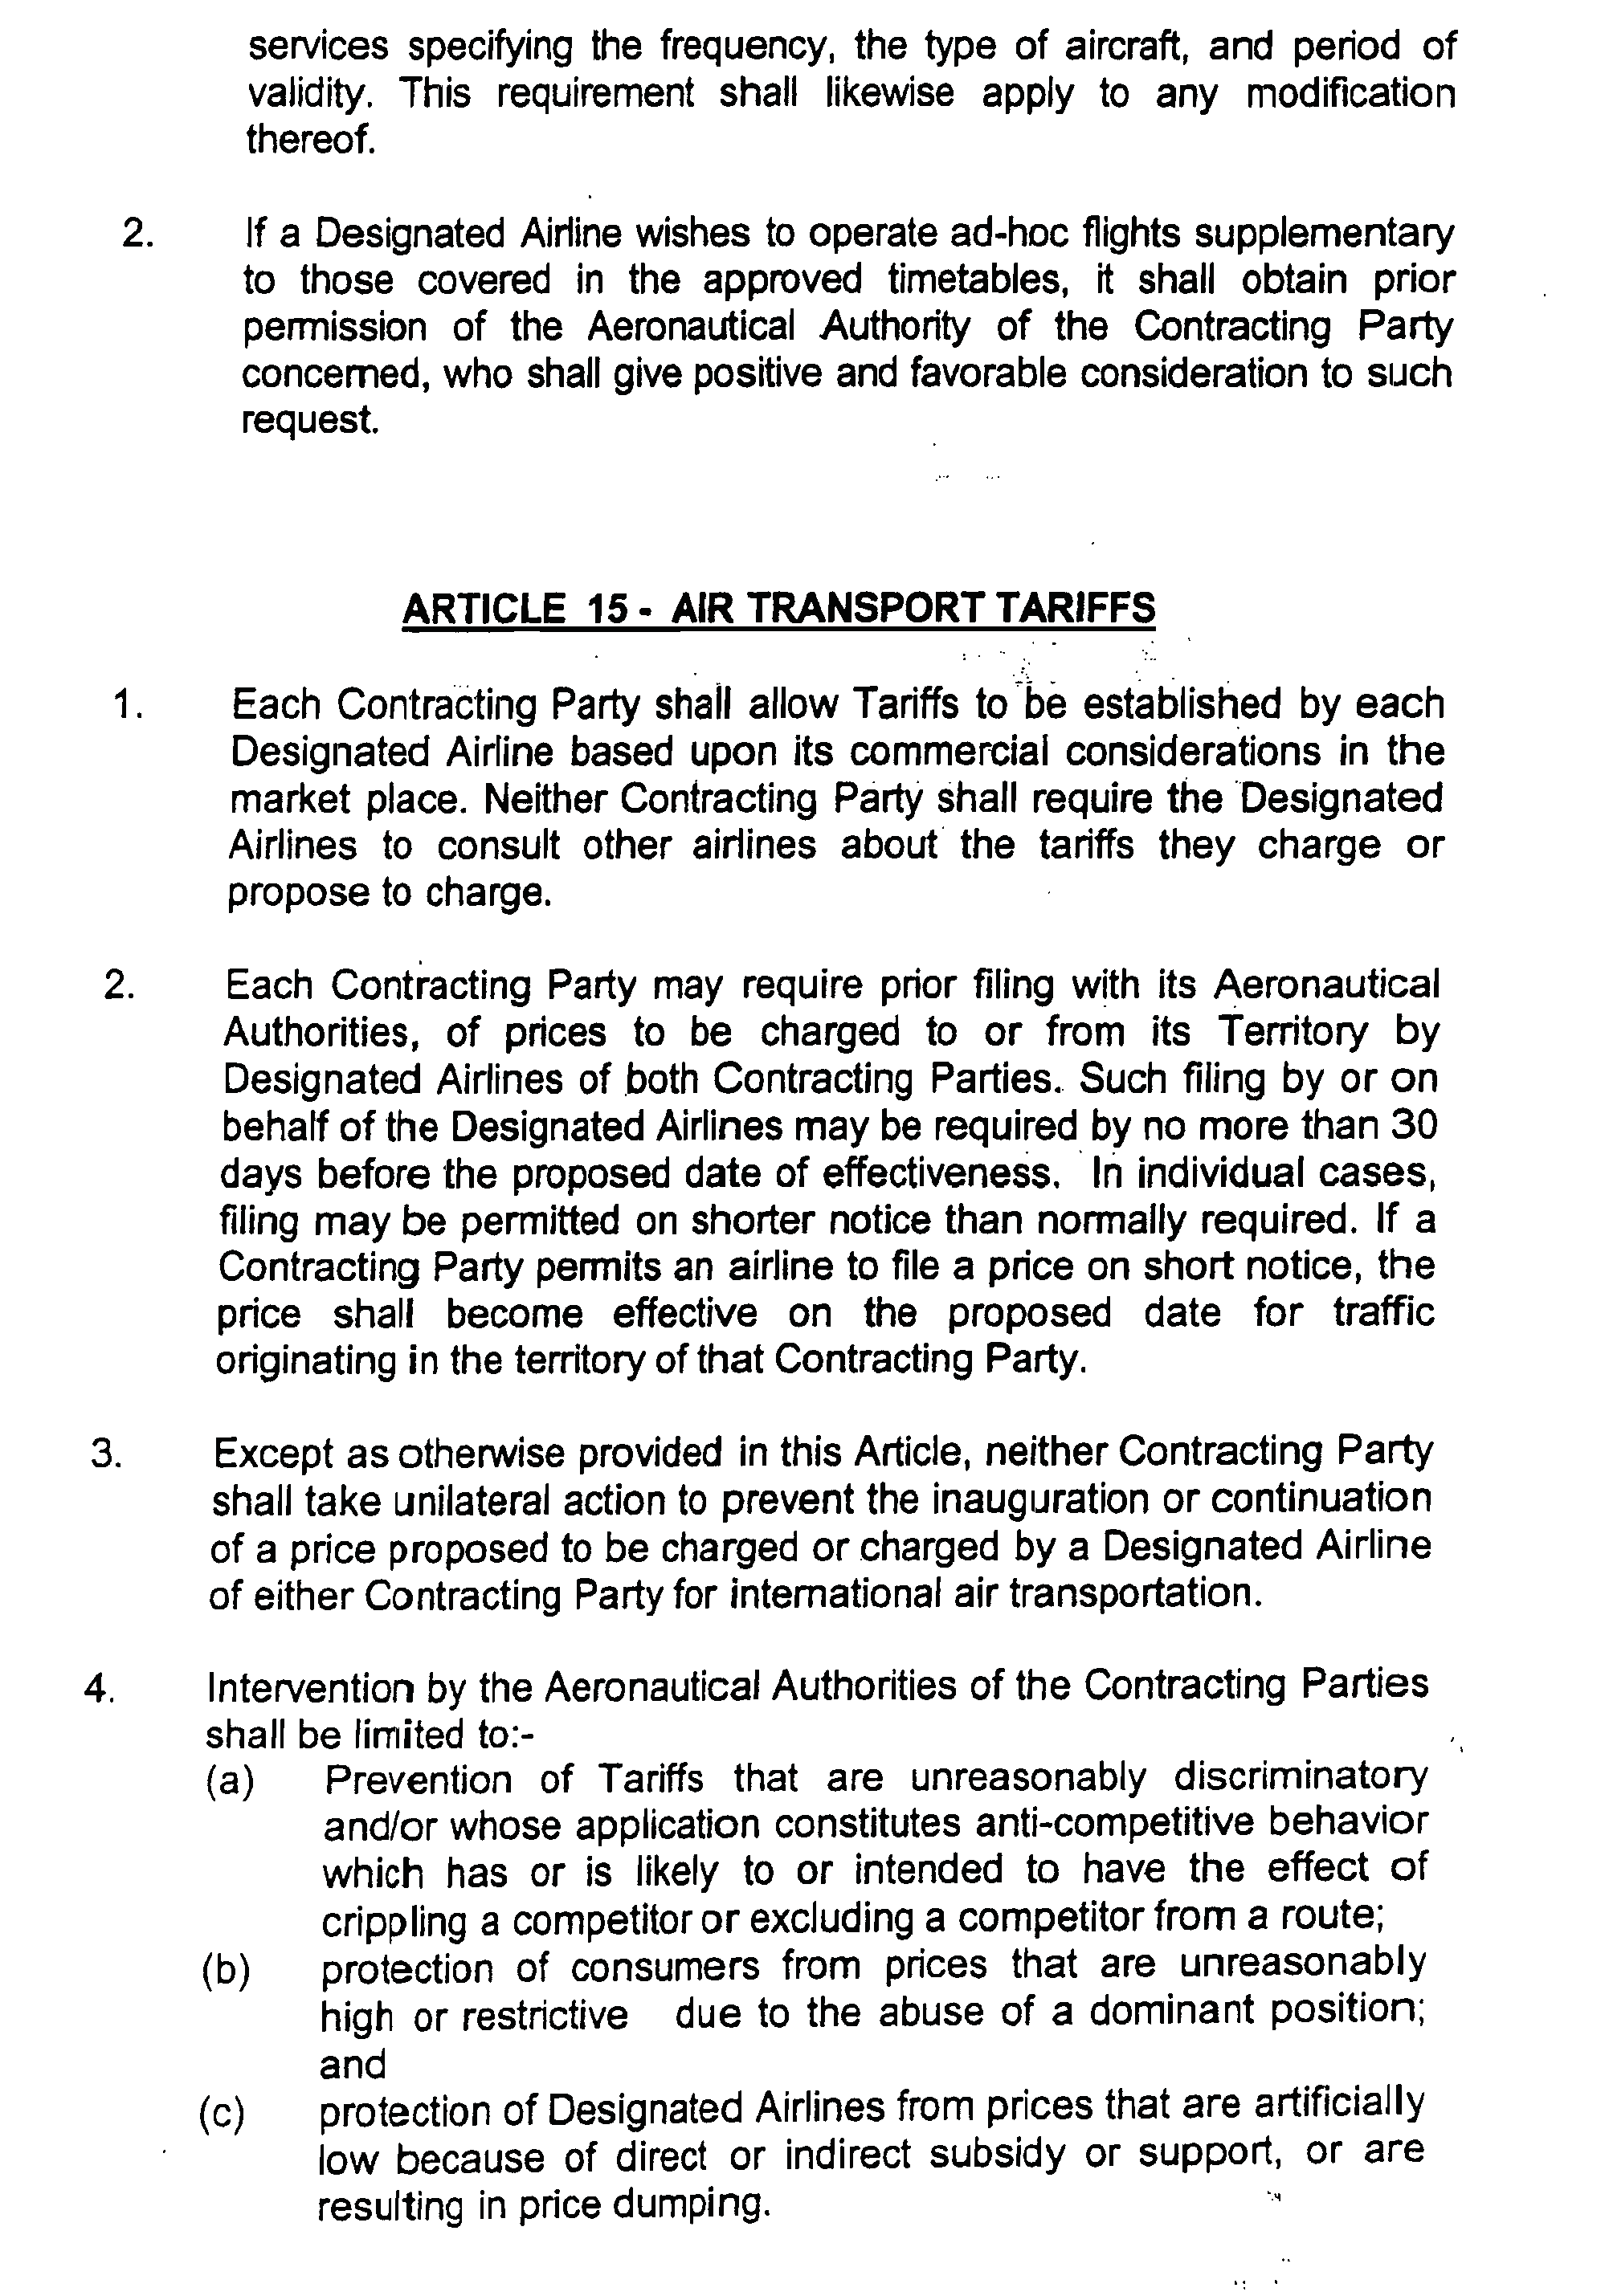 services specifying the frequency, the type of aircraft, and period of
validity. This requirement shall likewise apply to any modification
thereof.
2. If a Designated Airline wishes to operate ad-hoc flights supplementary
to those covered in the approved timetables, it shall obtain prior
permission of the Aeronautical Authority of the Contracting Party
concerned, who shall give positive and favorable consideration to such
request.
ARTICLE 15 - AIR TRANSPORT TARIFFS
1. Each Contracting Party shall allow Tariffs to be established by each
Designated Airline based upon its commercial considerations in the
market place. Neither Contracting Party shall require the Designated
Airlines to consult other airlines about the tariffs they charge or
propose to charge.
2. Each Contracting Party may require prior filing with its Aeronautical
Authorities, of prices to be charged to or from its Territory by
Designated Airlines of both Contracting Parties. Such filing by or on
behalf of the Designated Airlines may be required by no more than 30
days before the proposed date of effectiveness. In individual cases,
filing may be permitted on shorter notice than normally required. If a
Contracting Party permits an airline to file a price on short notice, the
price shall become effective on the proposed date for traffic
originating in the territory of that Contracting Party.
3. Except as otherwise provided in this Article, neither Contracting Party
shall take unilateral action to prevent the inauguration or continuation
of a price proposed to be charged or charged by a Designated Airline
of either Contracting Party for international air transportation.
4. Intervention by the Aeronautical Authorities of the Contracting Parties
shall be limited to:-
(a) Prevention of Tariffs that are unreasonably discriminatory
and/or whose application constitutes anti-competitive behavior
which has or is likely to or intended to have the effect of
crippling a competitor or excluding a competitor from a route;
(b) protection of consumers from prices that are unreasonably
high or restrictive due to the abuse of a dominant position;
and
(c) protection of Designated Airlines from prices that are artificially
low because of direct or indirect subsidy or support, or are
resulting in price dumping.